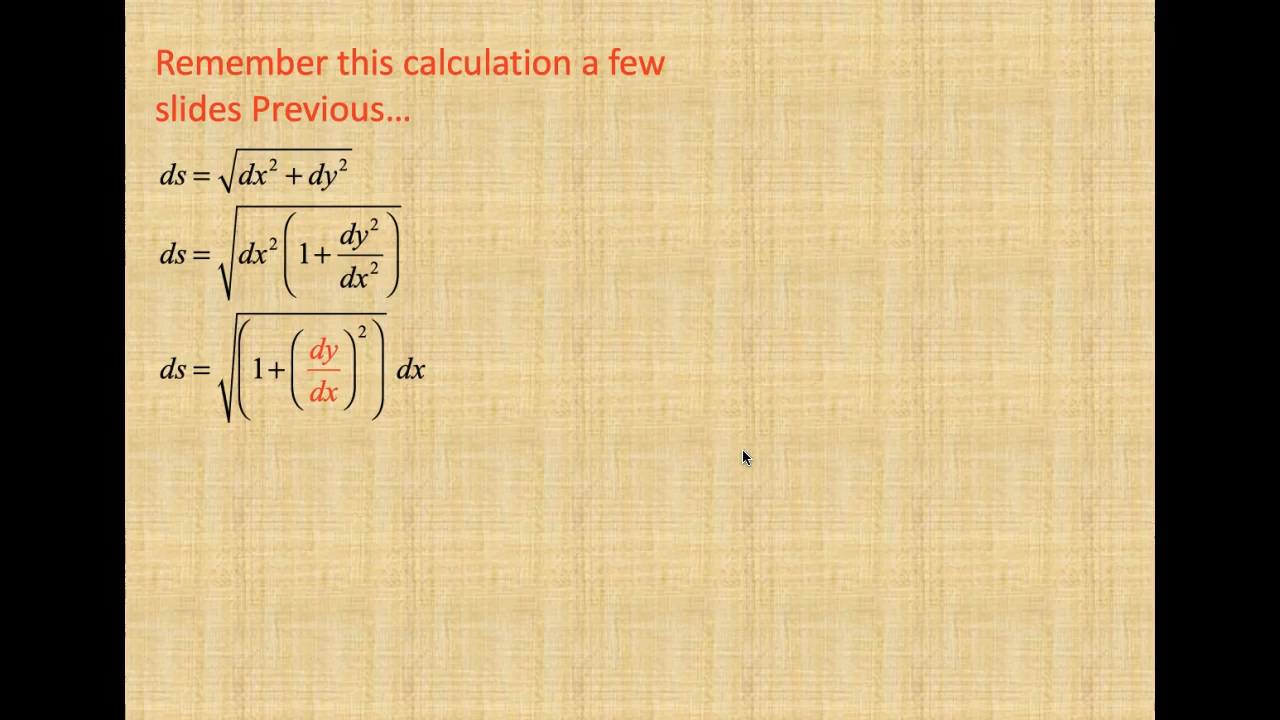 Remember this calculation a few
slides Previous...
ds = √(dx² + dy²)
ds = √(dx² (1 + dy²/dx²))
ds = √((1 + (dy/dx)²)) dx